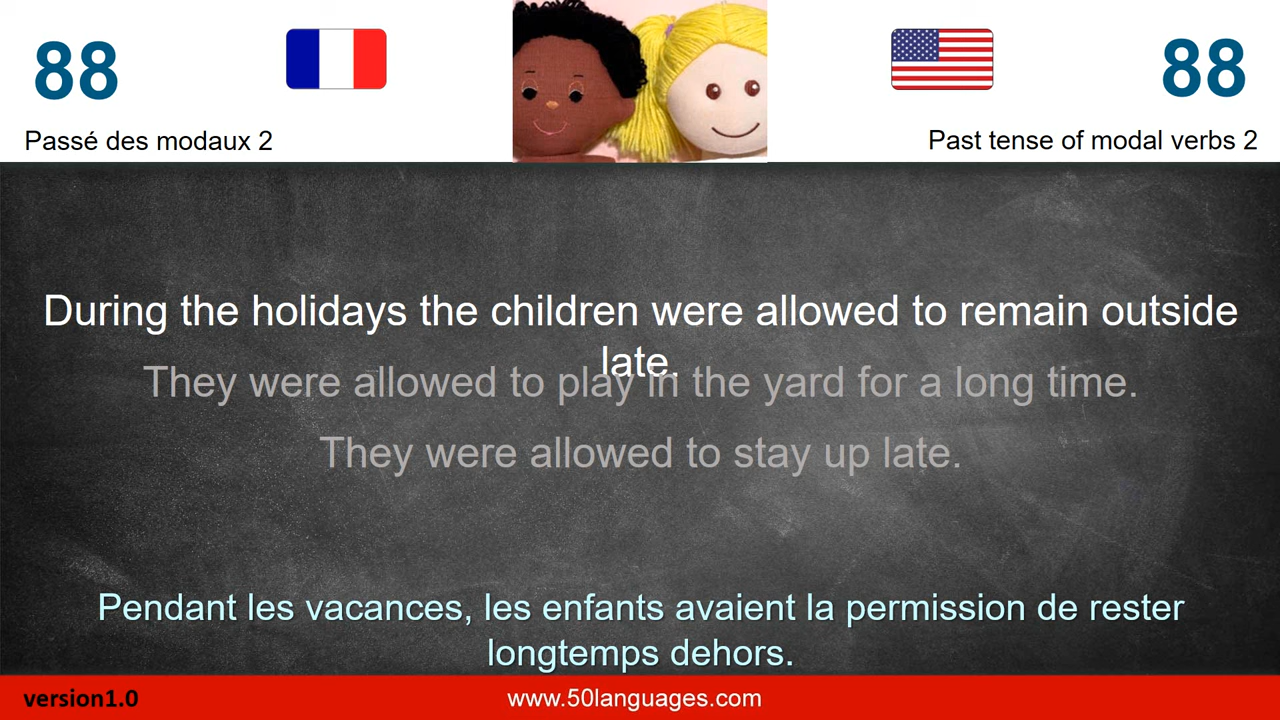 88
88
Passé des modaux 2
Past tense of modal verbs 2
During the holidays the children were allowed to remain outside
late.
They were allowed to play in the yard for a long time.
They were allowed to stay up late.
Pendant les vacances, les enfants avaient la permission de rester
longtemps dehors.
version1.0
www.50languages.com